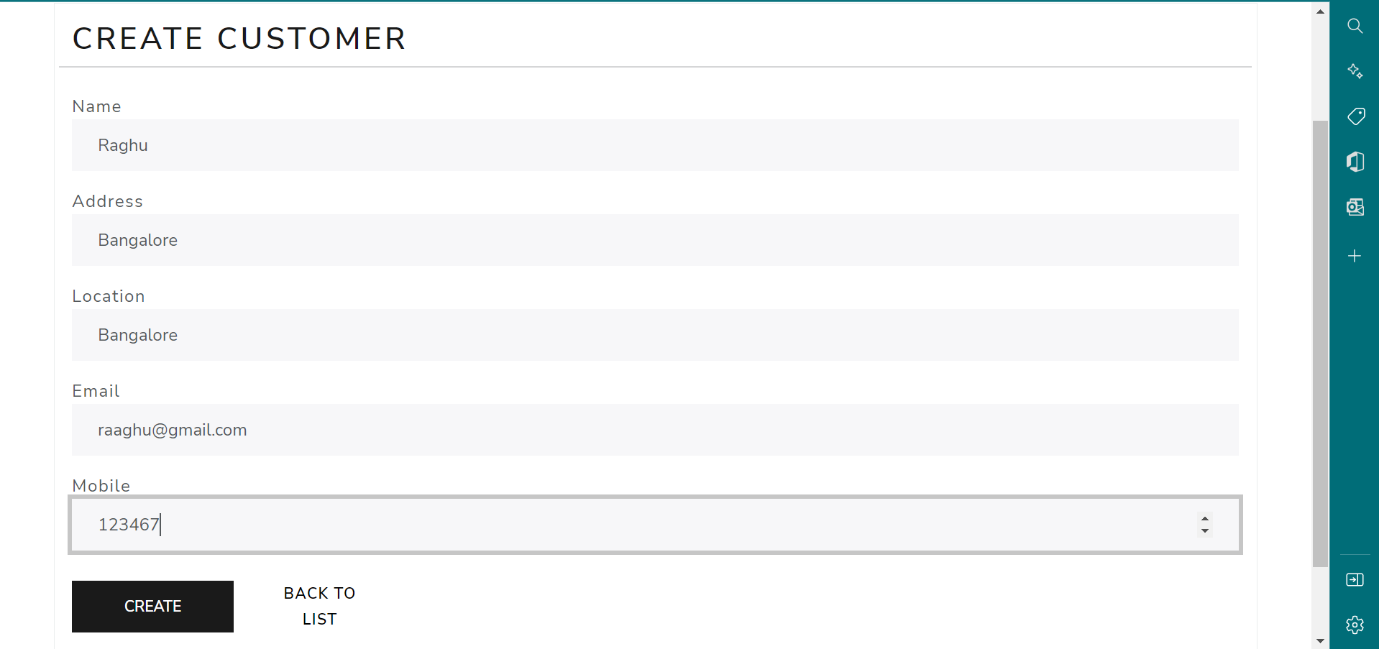 CREATE CUSTOMER
Name
Raghu
Address
Bangalore
Location
Bangalore
Email
raaghu@gmail.com
Mobile
123467
CREATE
BACK TO
LIST